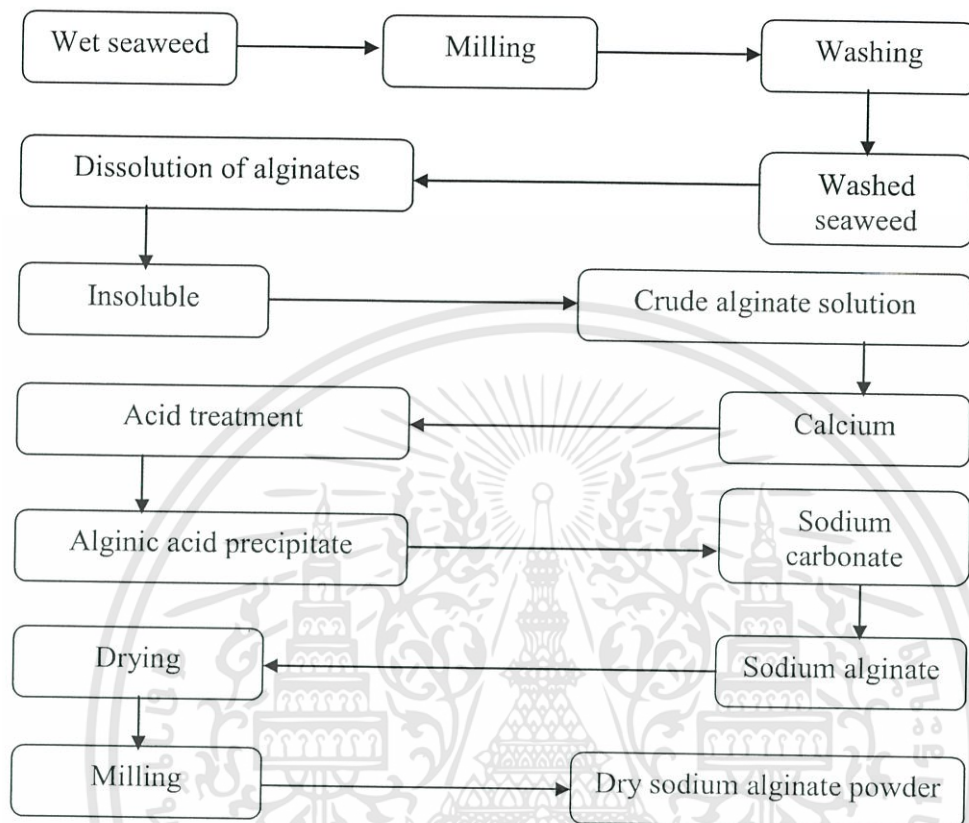 Wet seaweed
Milling
Washing
Dissolution of alginates
Washed
seaweed
Insoluble
Crude alginate solution
Acid treatment
Calcium
Alginic acid precipitate
Sodium
carbonate
Drying
Sodium alginate
Milling
Dry sodium alginate powder